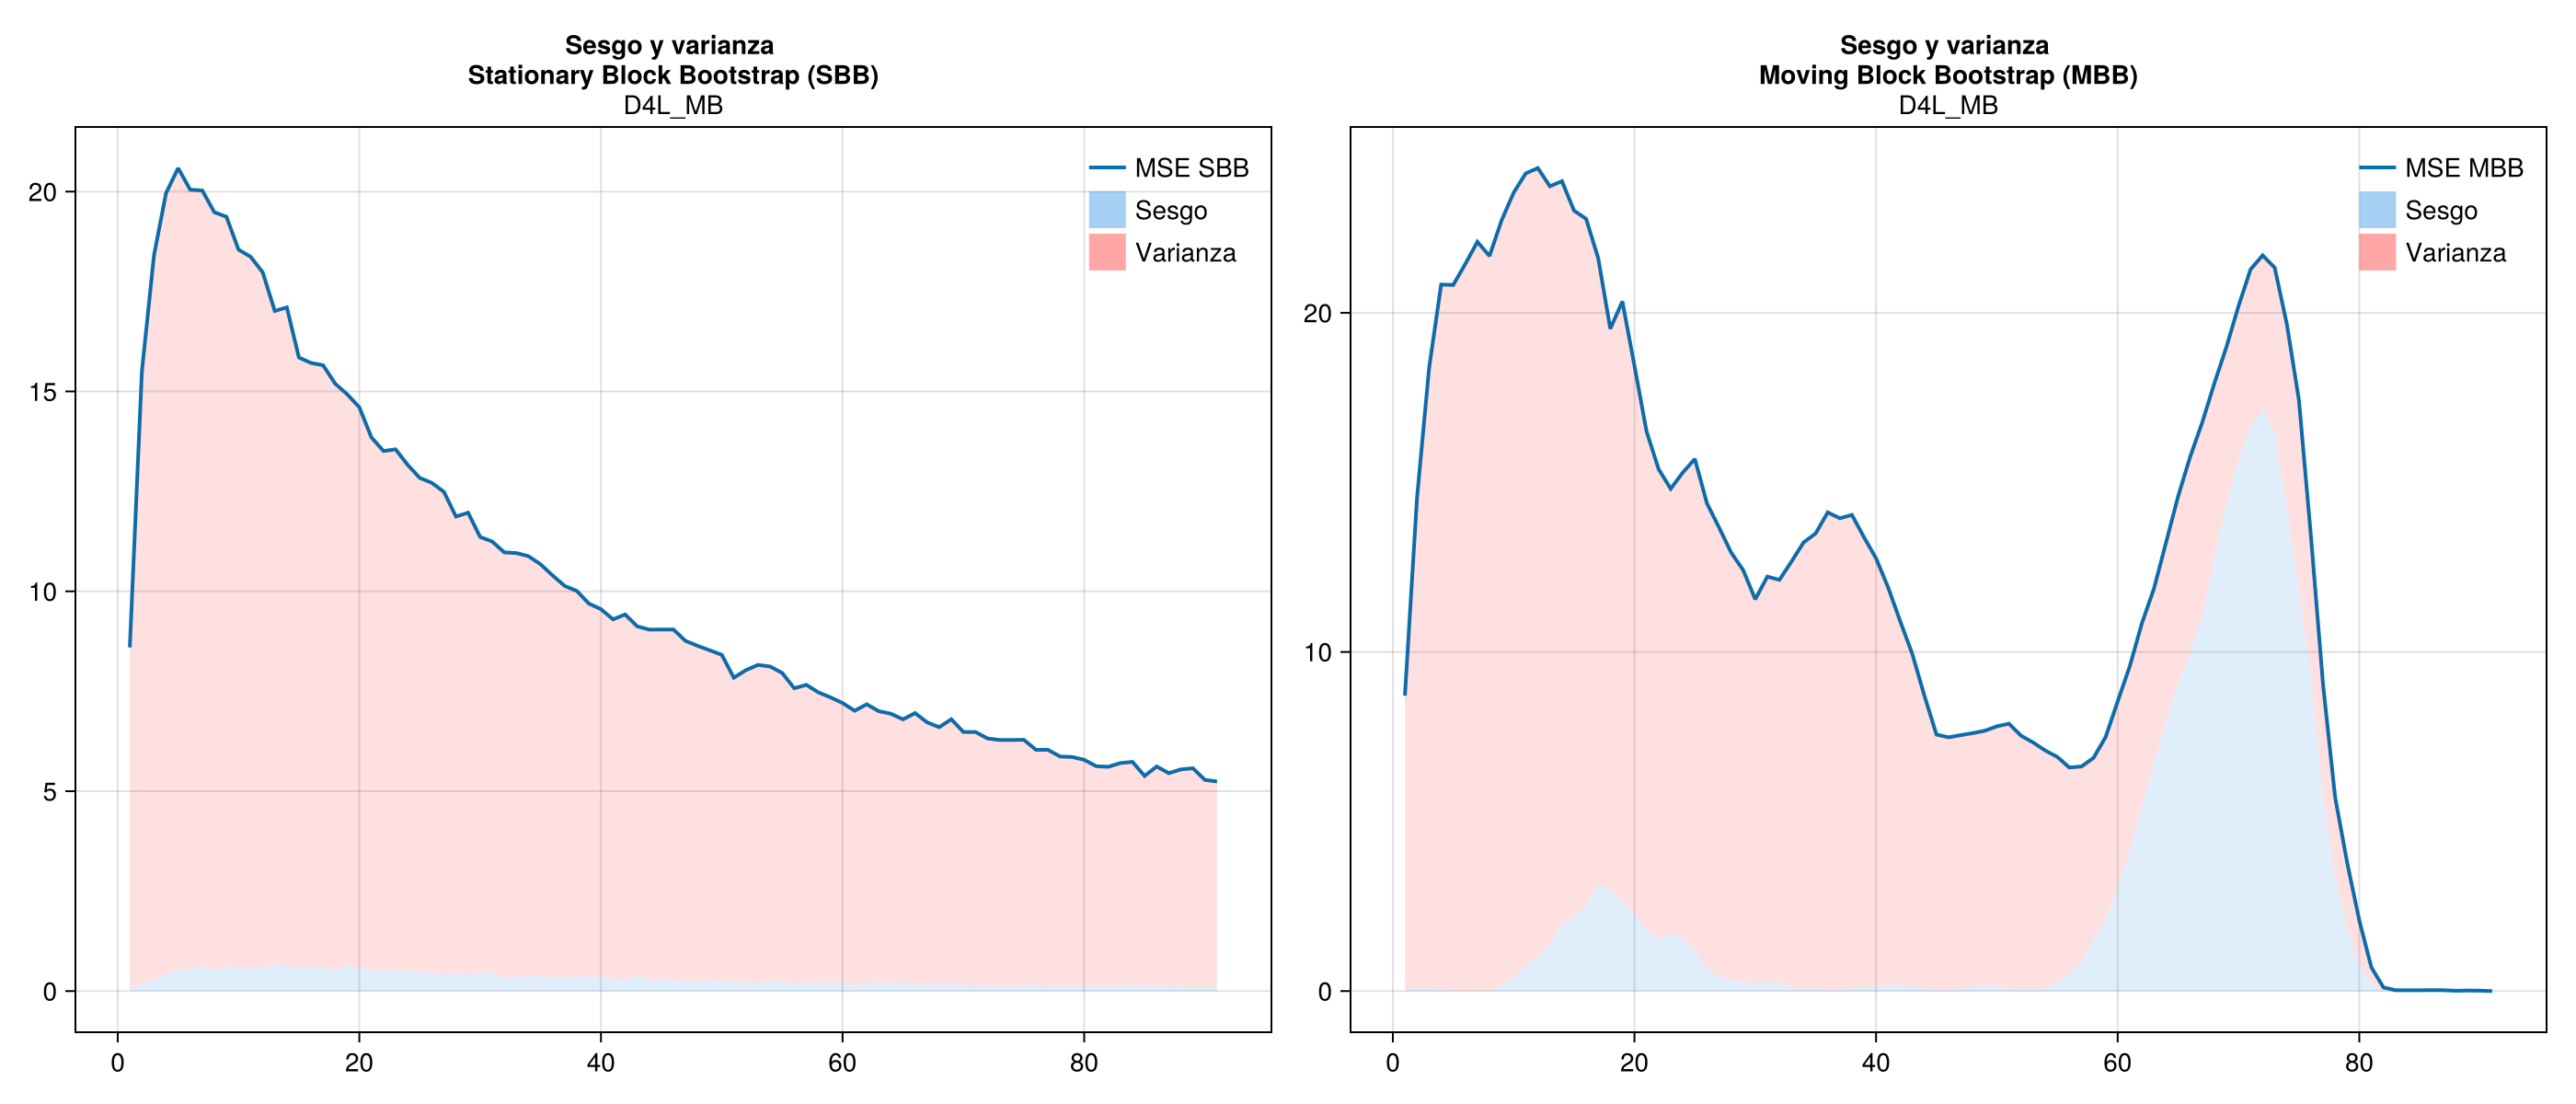 Sesgo y varianza
Stationary Block Bootstrap (SBB)
D4L_MB
MSE SBB
Sesgo
Varianza
20
15
10
5
0
0 20 40 60 80
Sesgo y varianza
Moving Block Bootstrap (MBB)
D4L_MB
MSE MBB
Sesgo
Varianza
20
10
0
0 20 40 60 80